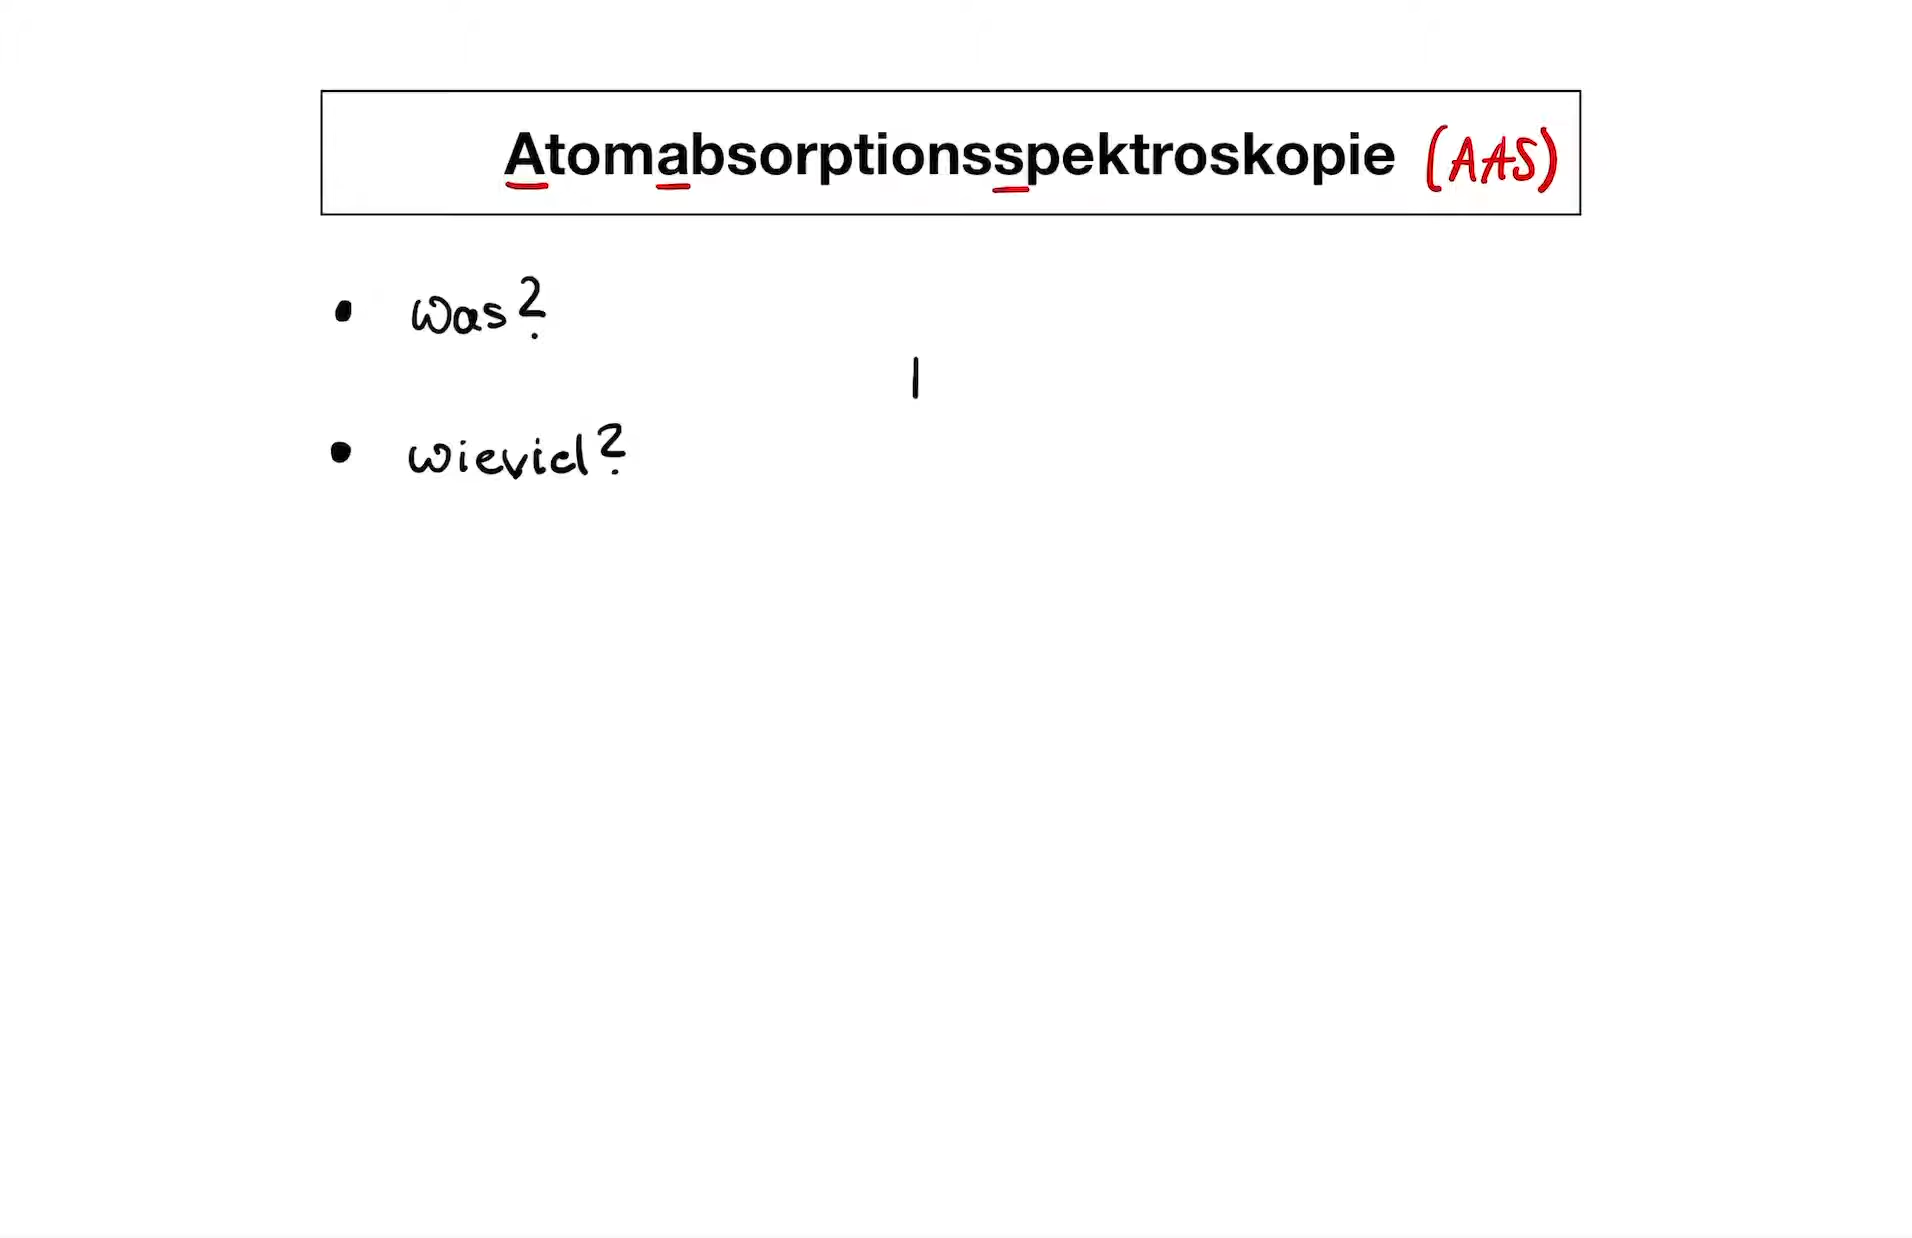 Atomabsorptionsspektroskopie (AAS)
• Was?
• wieviel?